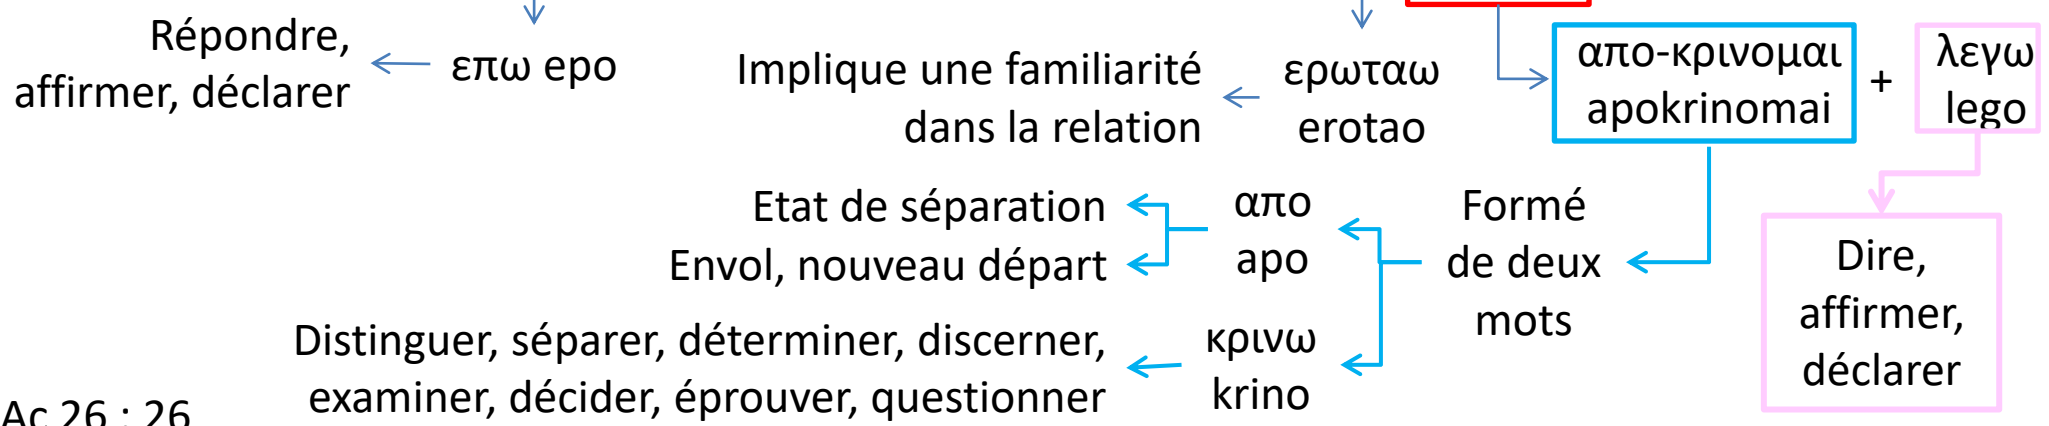 Répondre,
affirmer, déclarer
επω epo
Implique une familiarité
dans la relation
ερωταω
erotao
απο-κρινομαι
apokrinomai
+
λεγω
lego
Etat de séparation
Envol, nouveau départ
απο
apo
Formé
de deux
mots
Dire,
affirmer,
déclarer
Distinguer, séparer, déterminer, discerner,
examiner, décider, éprouver, questionner
κρινω
krino
Ac 26 : 26